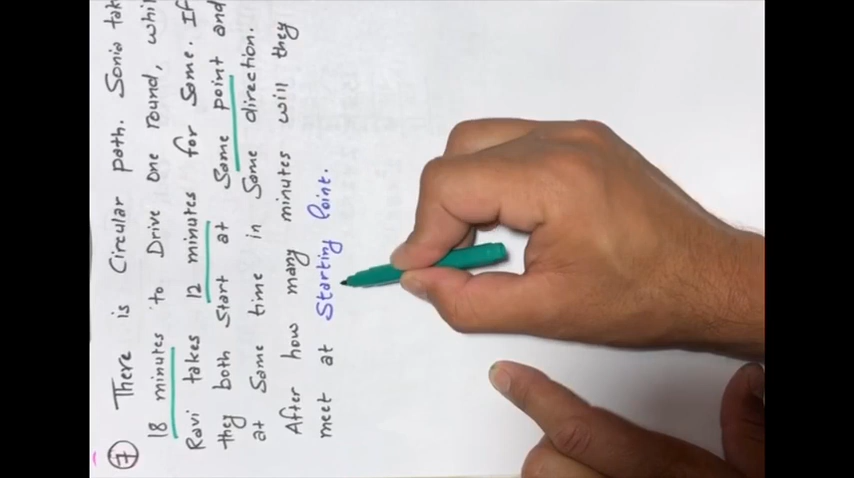 7 There is Circular path. Sonia tak
18 minutes to Drive one round, whil
Ravi takes 12 minutes for Same. If
they both Start at Same point and
at Same time in Same direction.
After how many minutes will they
meet at Starting Point.